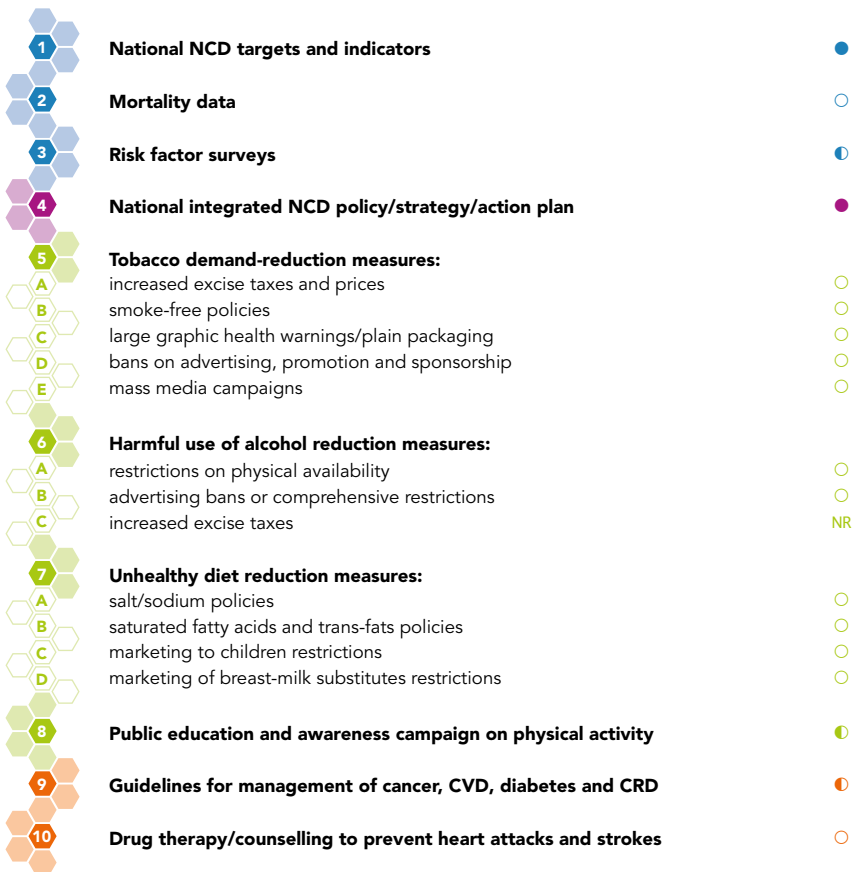 1 National NCD targets and indicators
2 Mortality data
3 Risk factor surveys
4 National integrated NCD policy/strategy/action plan
5 Tobacco demand-reduction measures:
A increased excise taxes and prices
B smoke-free policies
C large graphic health warnings/plain packaging
D bans on advertising, promotion and sponsorship
E mass media campaigns
6 Harmful use of alcohol reduction measures:
A restrictions on physical availability
B advertising bans or comprehensive restrictions
C increased excise taxes NR
7 Unhealthy diet reduction measures:
A salt/sodium policies
B saturated fatty acids and trans-fats policies
C marketing to children restrictions
D marketing of breast-milk substitutes restrictions
8 Public education and awareness campaign on physical activity
9 Guidelines for management of cancer, CVD, diabetes and CRD
10 Drug therapy/counselling to prevent heart attacks and strokes